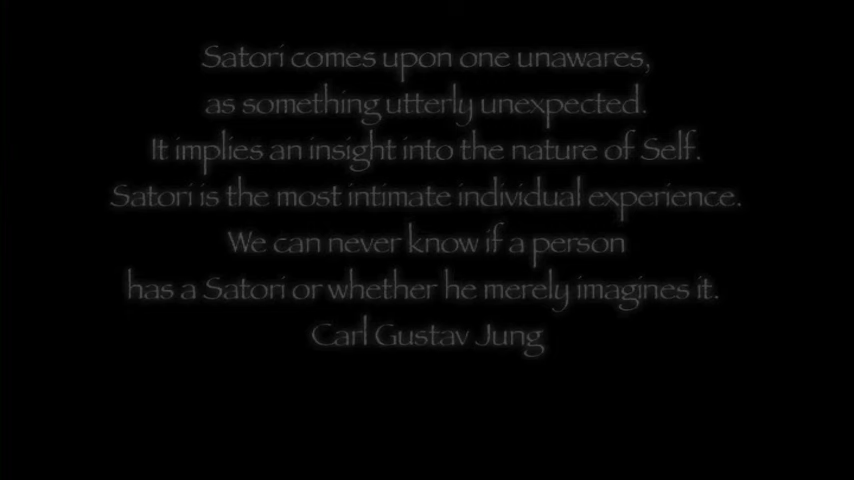 Satori comes upon one unawares,
as something utterly unexpected.
It implies an insight into the nature of Self.
Satori is the most intimate individual experience.
We can never know if a person
has a Satori or whether he merely imagines it.
Carl Gustav Jung